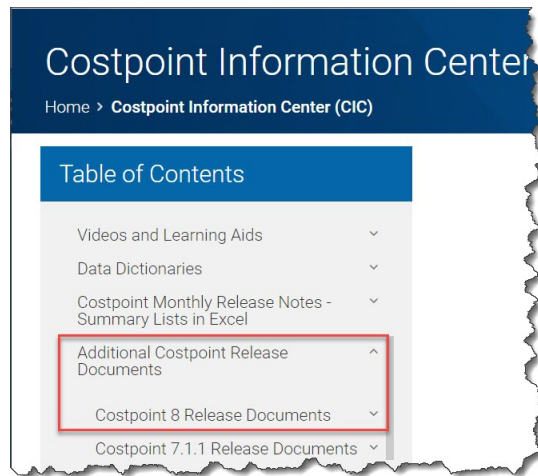 Costpoint Information Center
Home > Costpoint Information Center (CIC)
Table of Contents
Videos and Learning Aids
Data Dictionaries
Costpoint Monthly Release Notes -
Summary Lists in Excel
Additional Costpoint Release
Documents
Costpoint 8 Release Documents
Costpoint 7.1.1 Release Documents